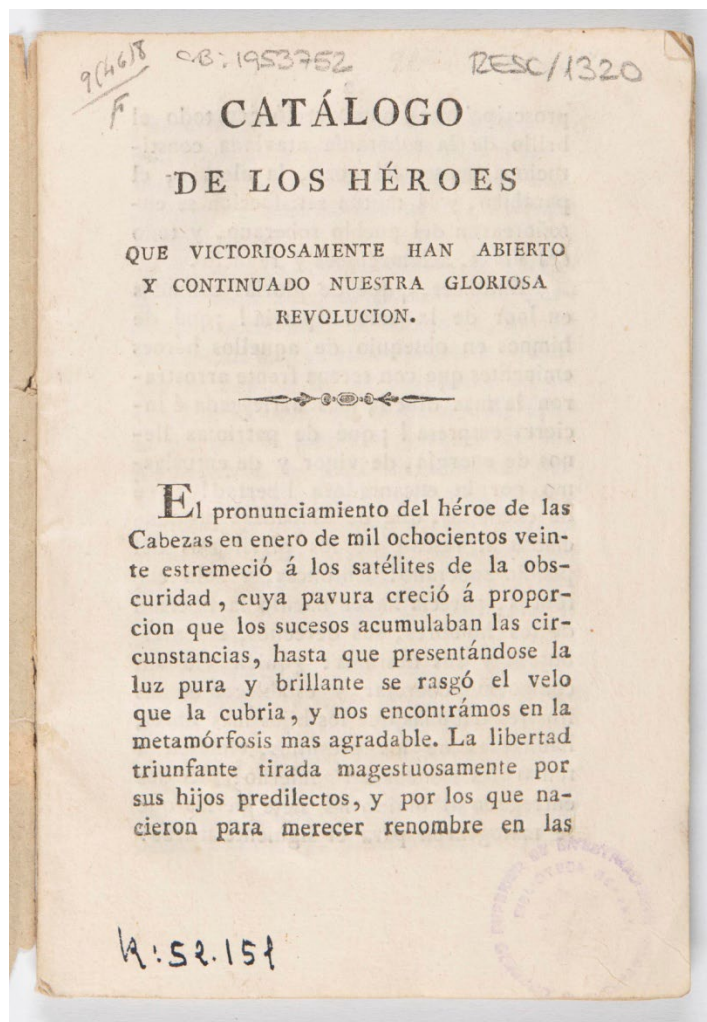 9(46)8
F
CB: 1953752
RESC/1320
CATÁLOGO
DE LOS HÉROES
QUE VICTORIOSAMENTE HAN ABIERTO
Y CONTINUADO NUESTRA GLORIOSA
REVOLUCION.
El pronunciamiento del héroe de las
Cabezas en enero de mil ochocientos vein-
te estremeció á los satélites de la obs-
curidad , cuya pavura creció á propor-
cion que los sucesos acumulaban las cir-
cunstancias, hasta que presentándose la
luz pura y brillante se rasgó el velo
que la cubria, y nos encontrámos en la
metamórfosis mas agradable. La libertad
triunfante tirada magestuosamente por
sus hijos predilectos, y por los que na-
cieron para merecer renombre en las
R:52.151